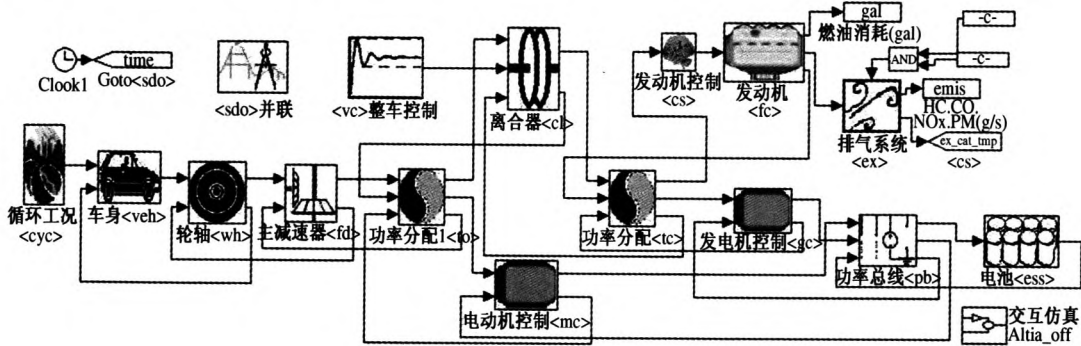 Clook1
time
Goto<sdo>
<sdo>并联
<vc>整车控制
离合器<cl>
发动机控制
<cs>
发动机
<fc>
gal
燃油消耗(gal)
-c-
-c-
AND
排气系统
<ex>
emis
HC.CO.
NOx.PM(g/s)
ex_cat_tmp
<cs>
循环工况
<cyc>
车身<veh>
轮轴<wh>
主减速器<fd>
功率分配1<to>
功率分配<tc>
发电机控制<gc>
功率总线<pb>
电池<ess>
电动机控制<mc>
交互仿真
Altia_off